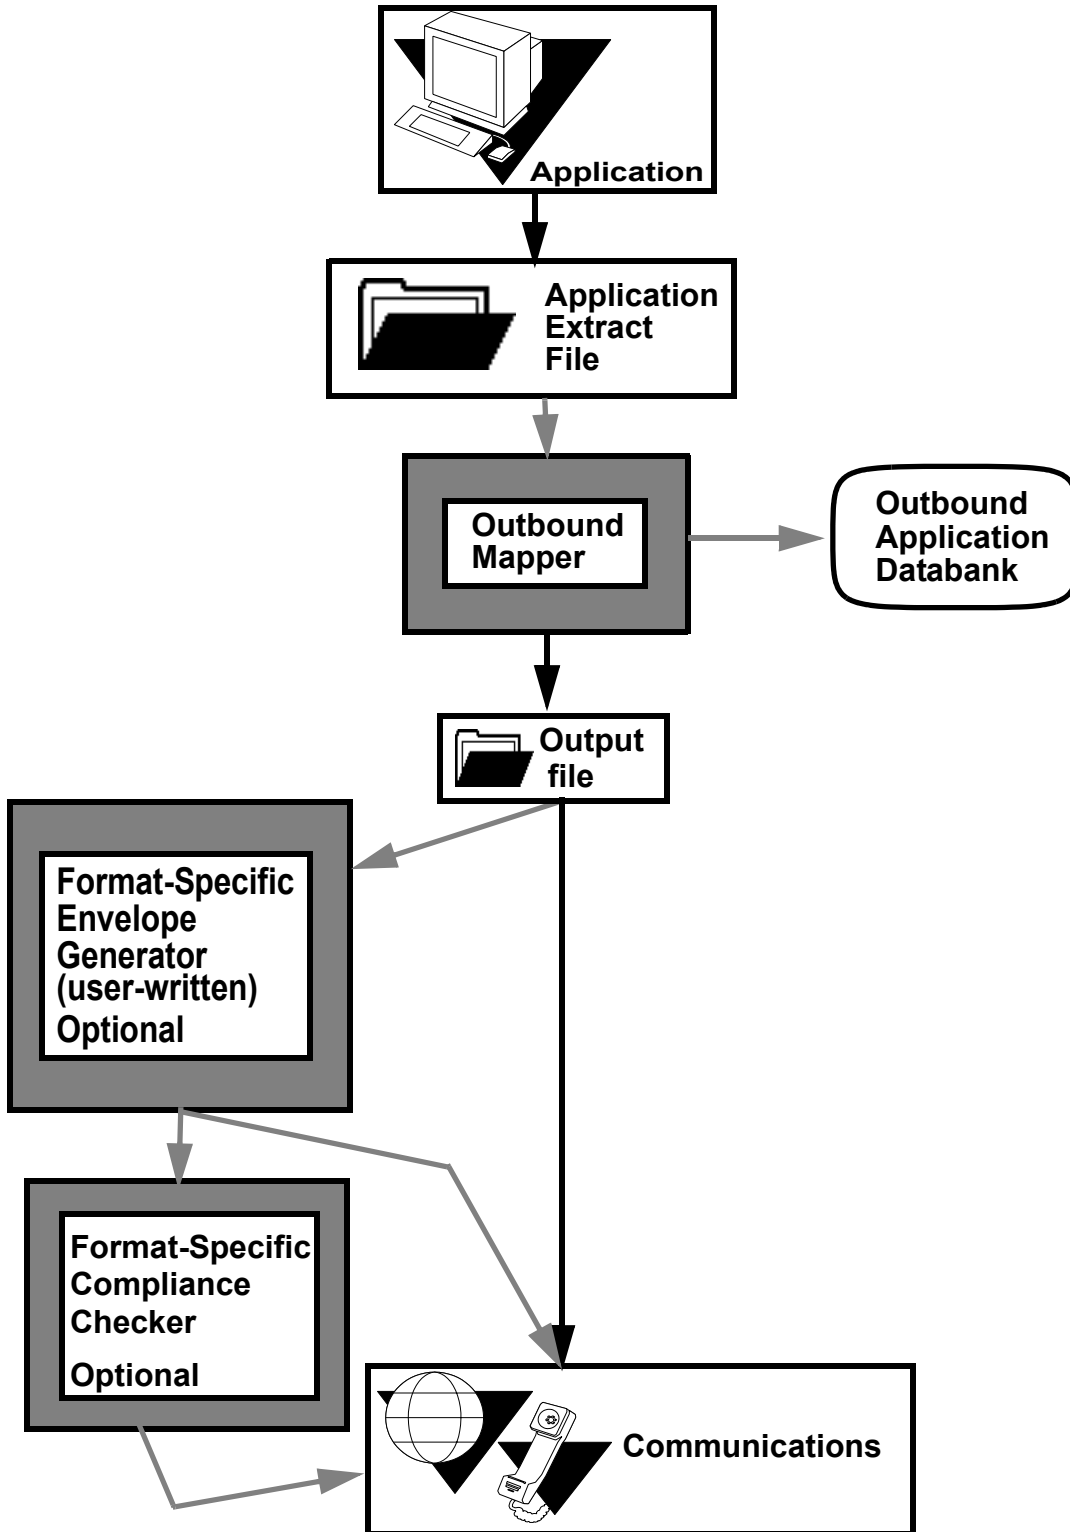 Application
Application
Extract
File
Outbound
Mapper
Outbound
Application
Databank
Output
file
Format-Specific
Envelope
Generator
(user-written)
Optional
Format-Specific
Compliance
Checker
Optional
Communications